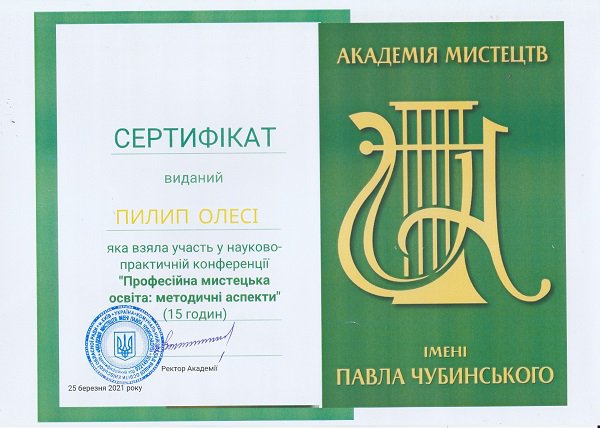 СЕРТИФІКАТ
виданий
ПИЛИП ОЛЕСІ
яка взяла участь у науково-
практичній конференції
"Професійна мистецька
освіта: методичні аспекти"
(15 годин)
Ректор Академії
25 березня 2021 року
АКАДЕМІЯ МИСТЕЦТВ
ІМЕНІ
ПАВЛА ЧУБИНСЬКОГО